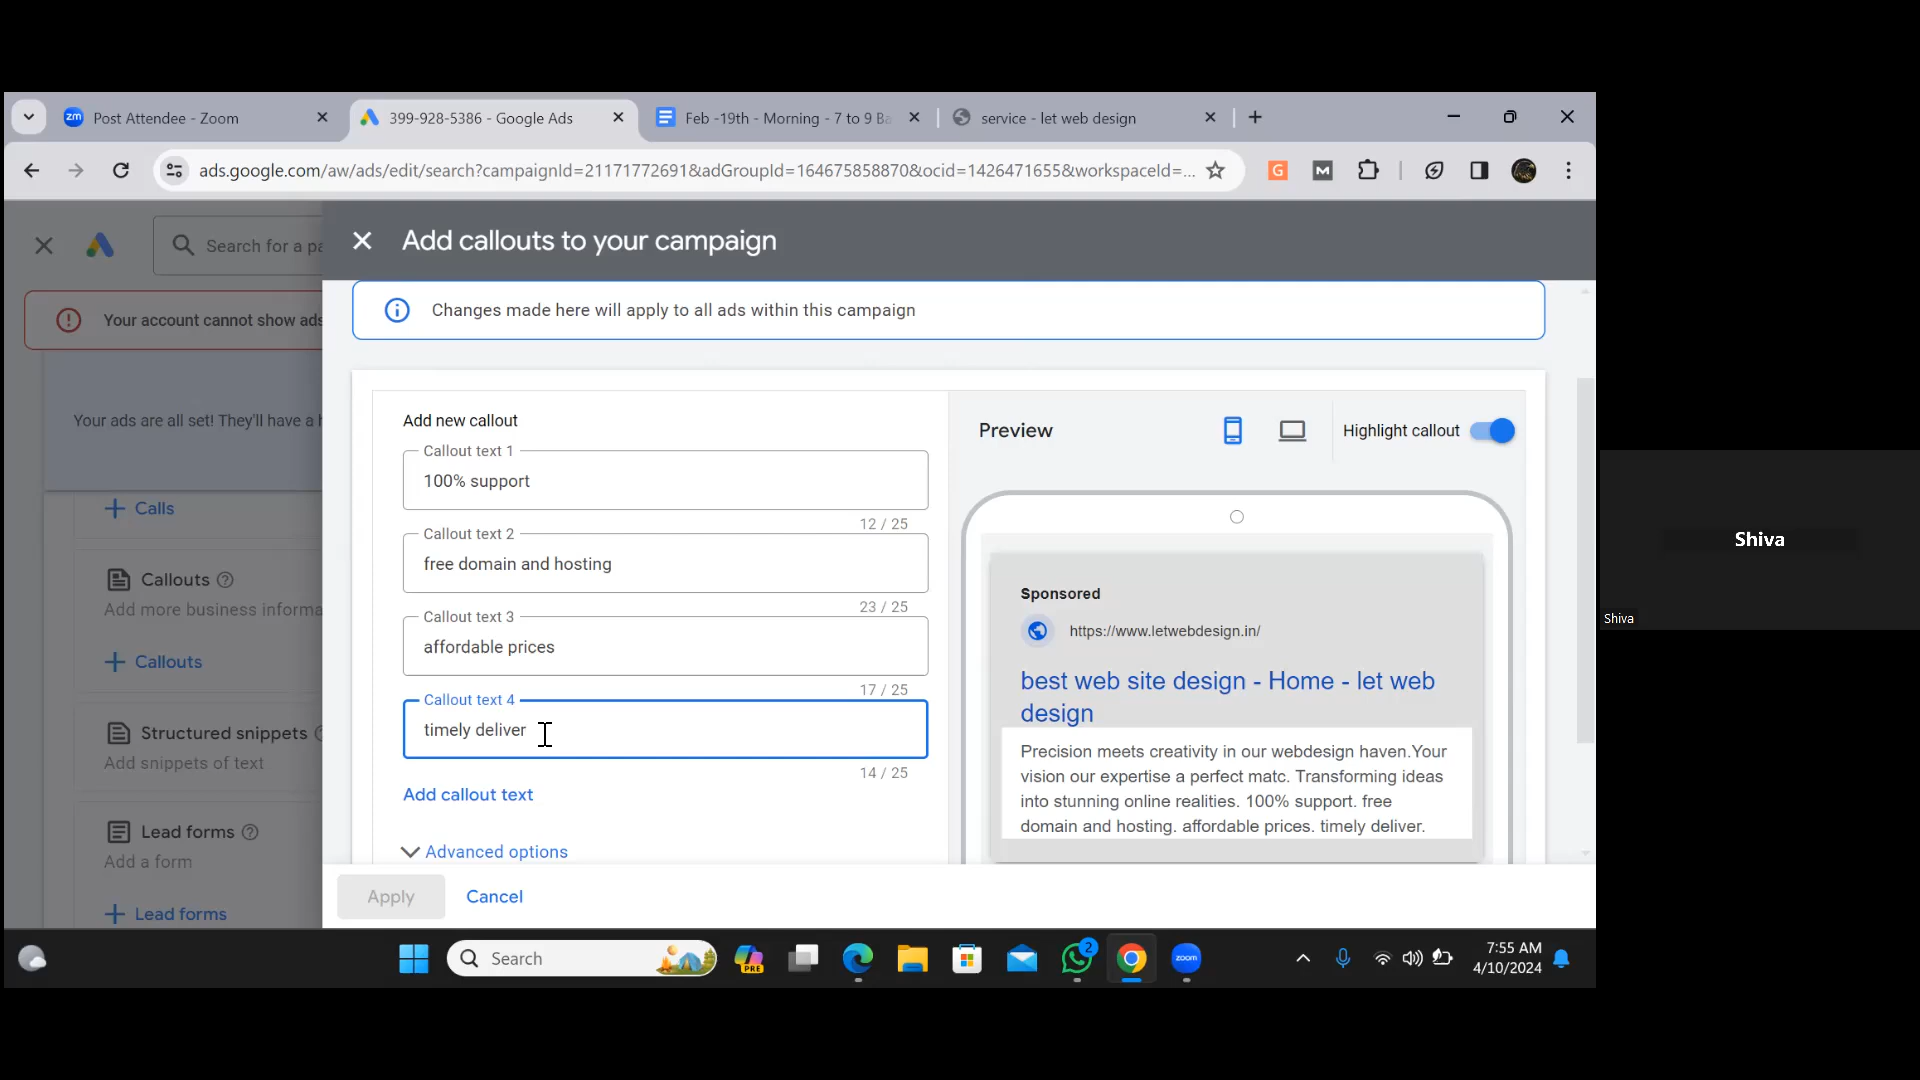 Post Attendee - Zoom
399-928-5386 - Google Ads
Feb -19th - Morning - 7 to 9 Ba
service - let web design
ads.google.com/aw/ads/edit/search?campaignId=21171772691&adGroupId=164675858870&ocid=1426471655&workspaceId=...
Search for a pa
Add callouts to your campaign
Your account cannot show ads
Changes made here will apply to all ads within this campaign
Your ads are all set! They'll have a h
Add new callout
Preview
Highlight callout
Callout text 1
100% support
12 / 25
Callout text 2
free domain and hosting
23 / 25
Callout text 3
affordable prices
17 / 25
Callout text 4
timely deliver
14 / 25
Add callout text
Advanced options
Apply
Cancel
Calls
Callouts
Add more business informa
Callouts
Structured snippets
Add snippets of text
Lead forms
Add a form
Lead forms
Sponsored
https://www.letwebdesign.in/
best web site design - Home - let web
design
Precision meets creativity in our webdesign haven.Your
vision our expertise a perfect matc. Transforming ideas
into stunning online realities. 100% support. free
domain and hosting. affordable prices. timely deliver.
Shiva
Shiva
Search
PRE
2
zoom
7:55 AM
4/10/2024